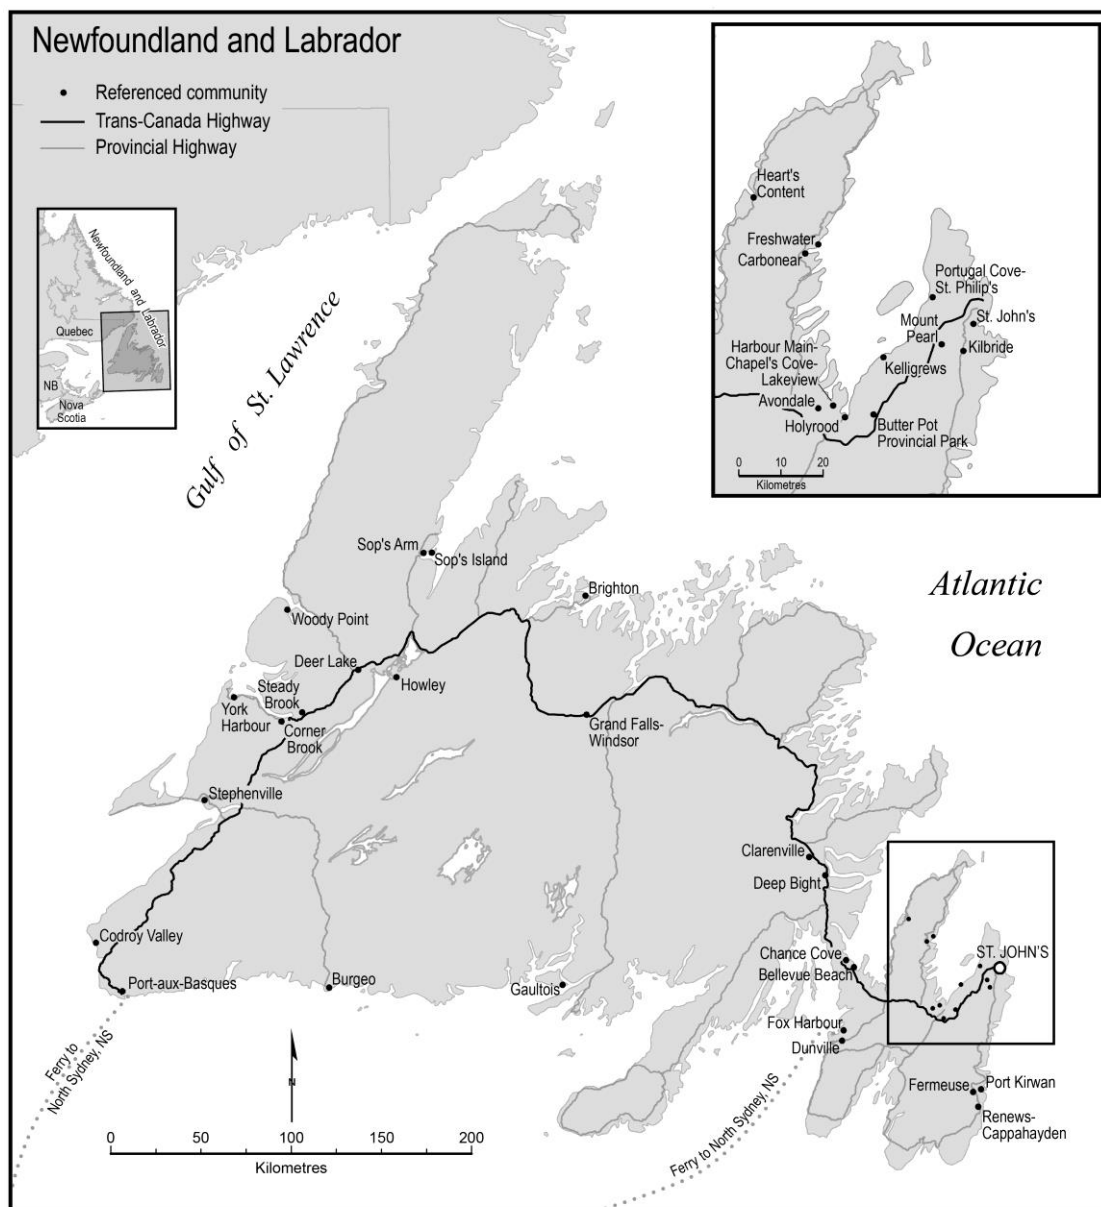 Newfoundland and Labrador
Referenced community
Trans-Canada Highway
Provincial Highway
Newfoundland and Labrador
Quebec
NB
Nova
Scotia
Gulf of St. Lawrence
Heart's
Content
Freshwater
Carbonear
Portugal Cove-
St. Philip's
St. John's
Mount
Pearl
Kilbride
Harbour Main-
Chapel's Cove-
Lakeview
Kelligrews
Avondale
Holyrood
Butter Pot
Provincial Park
0 10 20
Kilometres
Sop's Arm
Sop's Island
Brighton
Atlantic
Ocean
Woody Point
Deer Lake
Howley
Steady
Brook
York
Harbour
Corner
Brook
Grand Falls-
Windsor
Stephenville
Clarenville
Deep Bight
Codroy Valley
Port-aux-Basques
Burgeo
Gaultois
Chance Cove
Bellevue Beach
ST. JOHN'S
Fox Harbour
Dunville
Fermeuse
Port Kirwan
Renews-
Cappahayden
Ferry to
North Sydney, NS
Ferry to North Sydney, NS
N
0 50 100 150 200
Kilometres